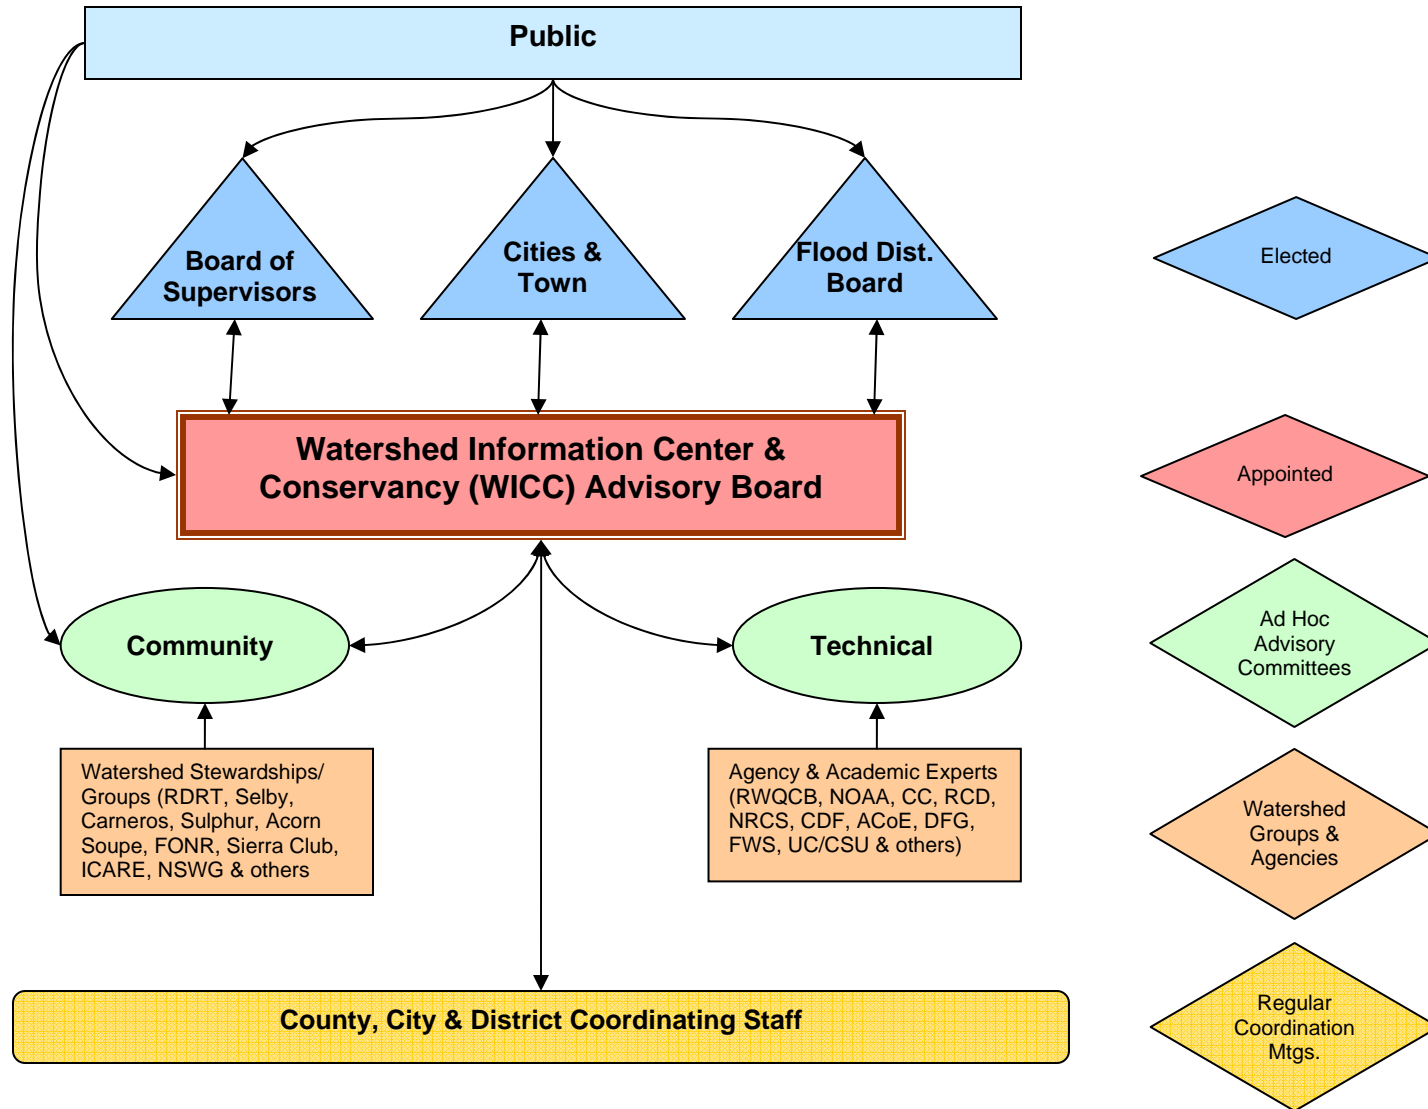 Public
Board of
Supervisors
Cities &
Town
Flood Dist.
Board
Elected
Watershed Information Center &
Conservancy (WICC) Advisory Board
Appointed
Community
Technical
Ad Hoc
Advisory
Committees
Watershed Stewardships/
Groups (RDRT, Selby,
Carneros, Sulphur, Acorn
Soupe, FONR, Sierra Club,
ICARE, NSWG & others
Agency & Academic Experts
(RWQCB, NOAA, CC, RCD,
NRCS, CDF, ACoE, DFG,
FWS, UC/CSU & others)
Watershed
Groups &
Agencies
County, City & District Coordinating Staff
Regular
Coordination
Mtgs.